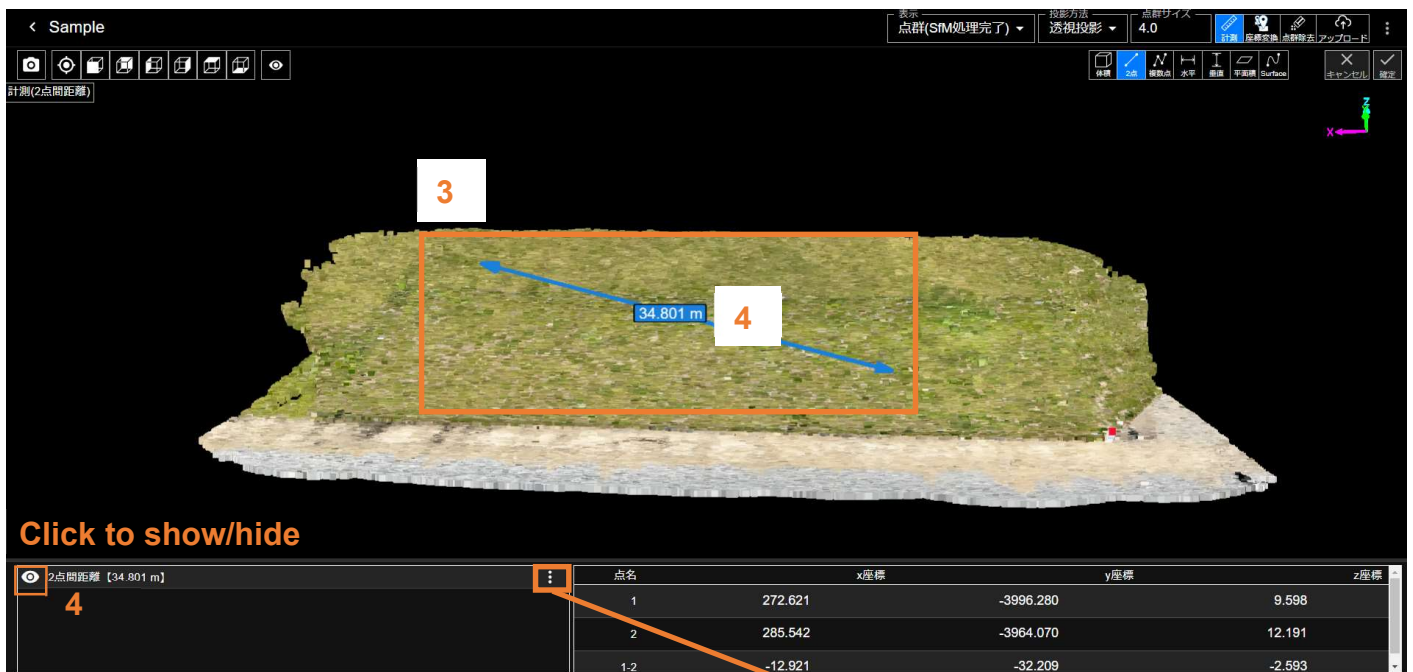 ‹ Sample
表示
点群(SfM処理完了)
投影方法
透視投影
点群サイズ
4.0
計測 座標変換 点群除去 アップロード
体積 2点 複数点 水平 垂直 平面積 Surface
キャンセル 確定
計測(2点間距離)
Z
X
3
34.801 m
4
Click to show/hide
2点間距離【34.801 m】
4
点名 x座標 y座標 z座標
1 272.621 -3996.280 9.598
2 285.542 -3964.070 12.191
1-2 -12.921 -32.209 -2.593